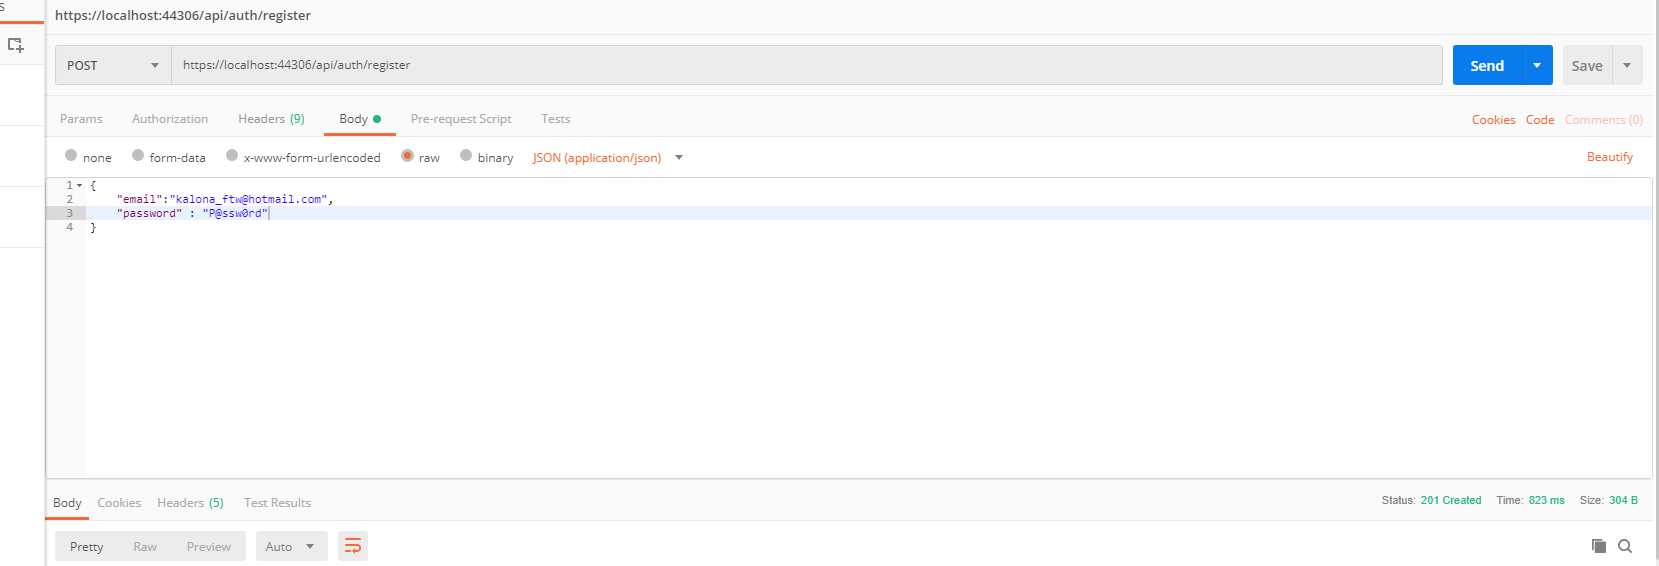 s
https://localhost:44306/api/auth/register
POST https://localhost:44306/api/auth/register Send Save
Params Authorization Headers (9) Body Pre-request Script Tests Cookies Code Comments (0)
none form-data x-www-form-urlencoded raw binary JSON (application/json) Beautify
1 {
2 "email":"kalona_ftw@hotmail.com",
3 "password" : "P@ssw0rd"
4 }
Body Cookies Headers (5) Test Results Status: 201 Created Time: 823 ms Size: 304 B
Pretty Raw Preview Auto